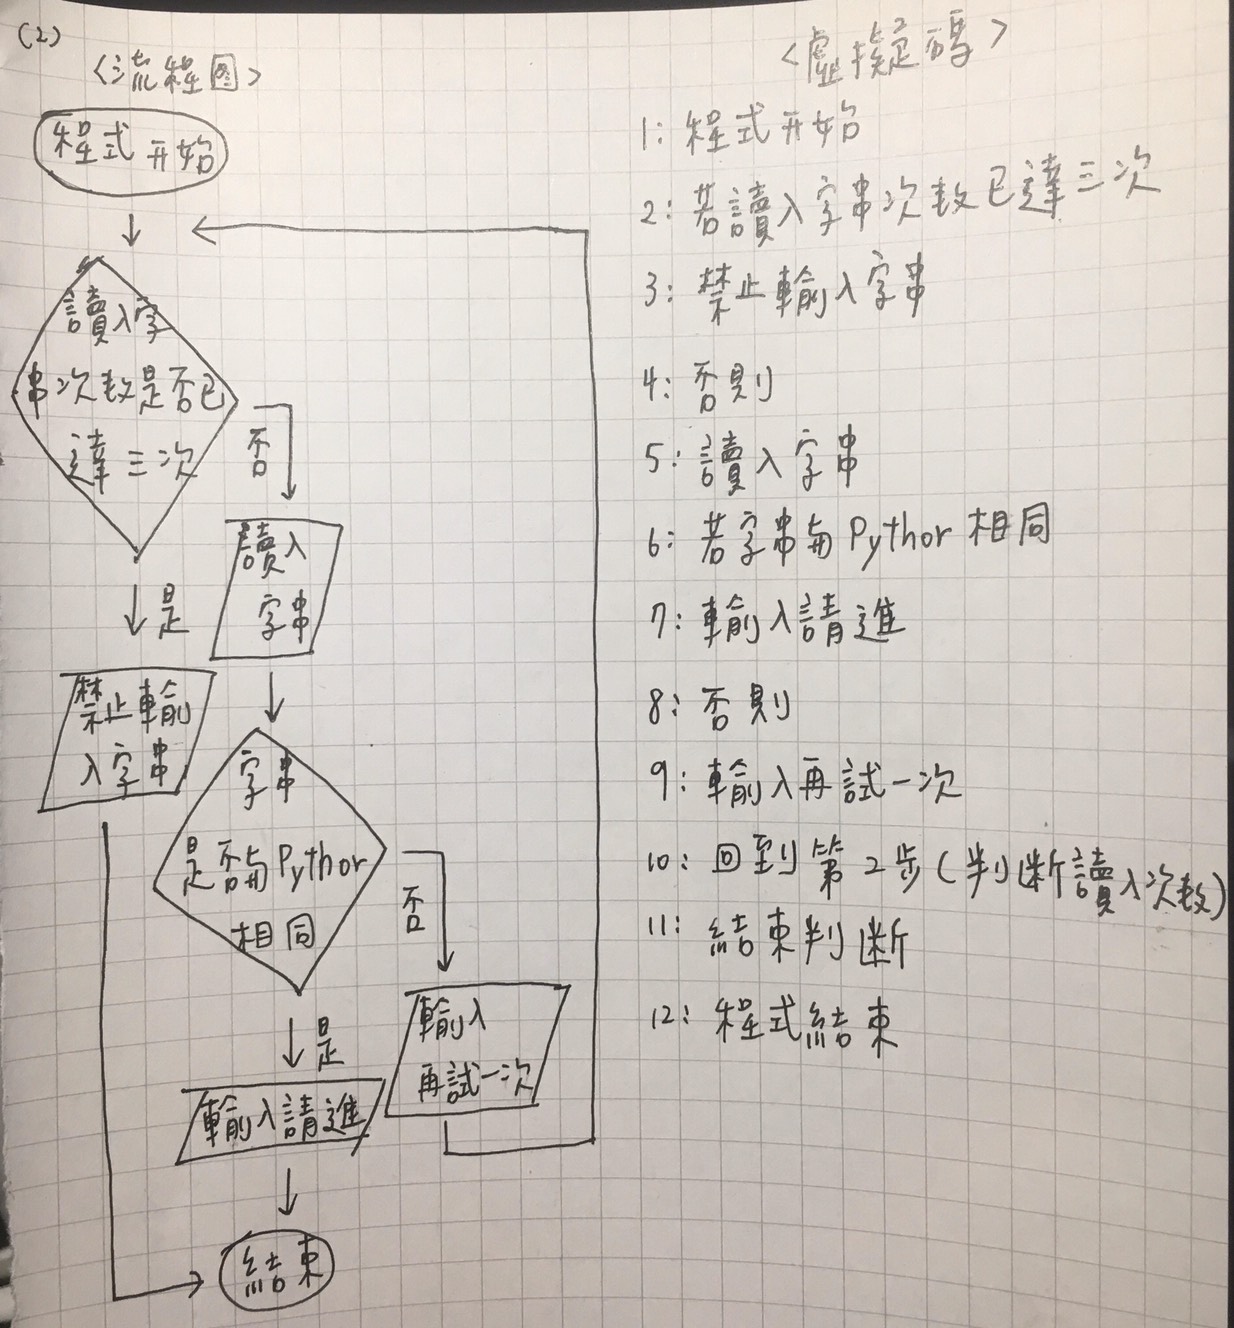 (2)
<流程图>
程式开始
讀入字
串次数是否已
達三次
否
是
讀入
字串
禁止輸
入字串
字串
是否與Pythor
相同
否
是
輸入
再試一次
輸入請進
結束
<虛擬碼>
1: 程式开始
2: 若讀入字串次数已達三次
3: 禁止輸入字串
4: 否則
5: 讀入字串
6: 若字串與Pythor相同
7: 輸入請進
8: 否則
9: 輸入再試一次
10: 回到第2步(判断讀入次数)
11: 結束判断
12: 程式結束